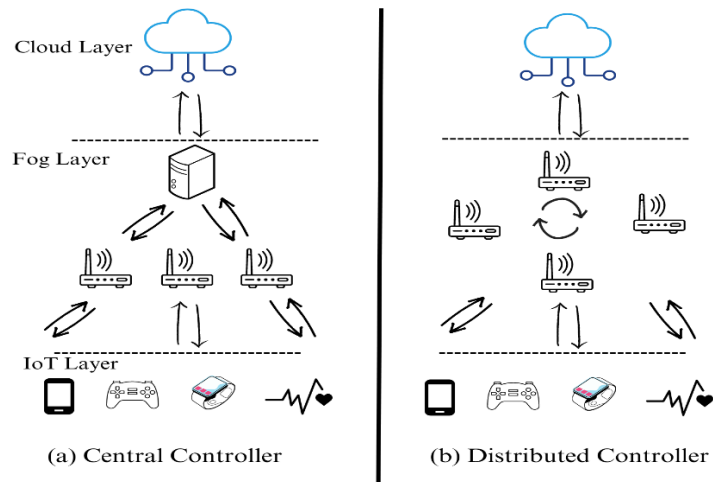 Cloud Layer
Fog Layer
IoT Layer
(a) Central Controller
(b) Distributed Controller